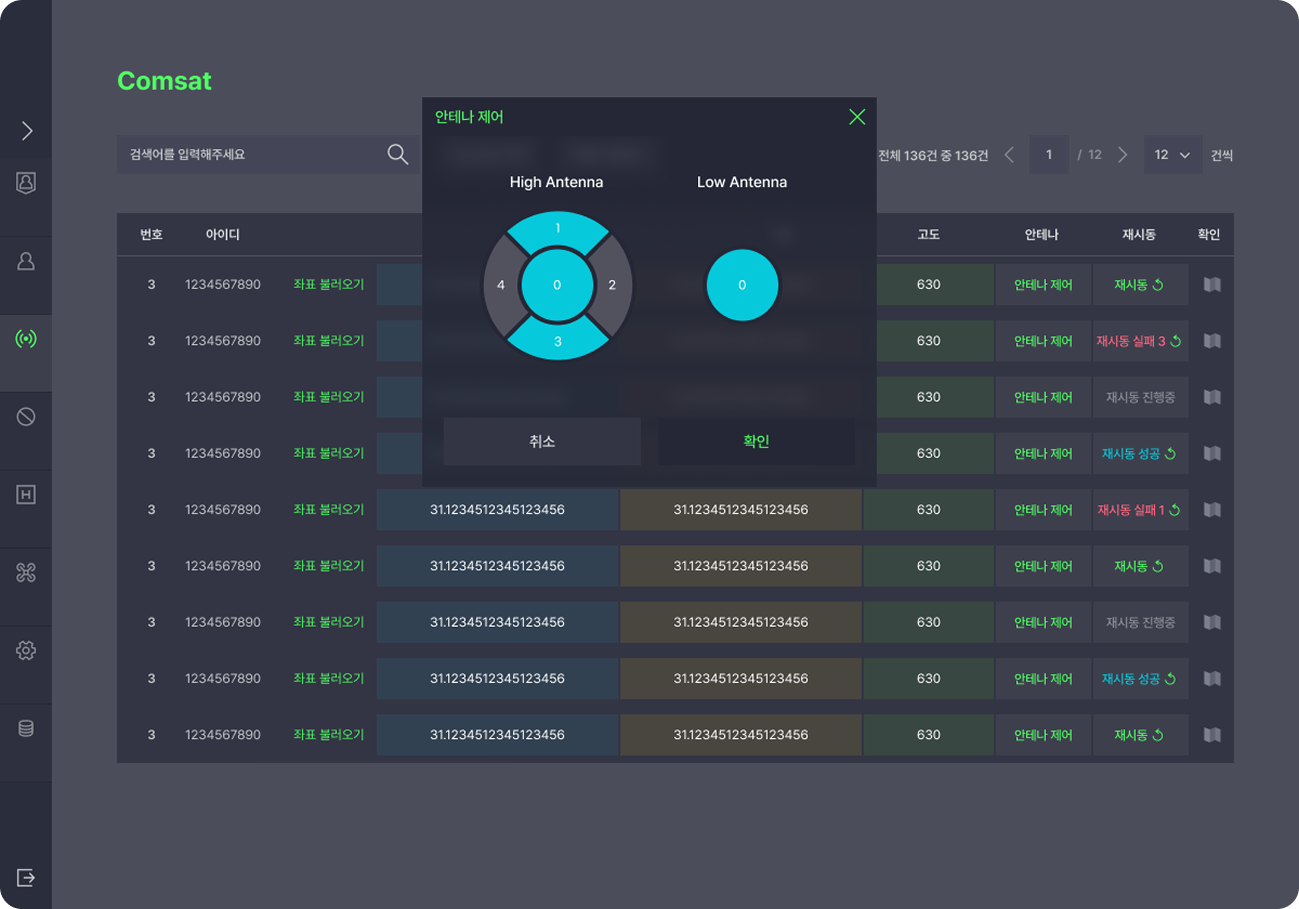 Comsat
안테나 제어
검색어를 입력해주세요
전체 136건 중 136건 1 / 12 12 건씩
High Antenna Low Antenna
1
4 0 2 0
3
취소 확인
번호 아이디 고도 안테나 재시동 확인
3 1234567890 좌표 불러오기 630 안테나 제어 재시동
3 1234567890 좌표 불러오기 630 안테나 제어 재시동 실패 3
3 1234567890 좌표 불러오기 630 안테나 제어 재시동 진행중
3 1234567890 좌표 불러오기 630 안테나 제어 재시동 성공
3 1234567890 좌표 불러오기 31.1234512345123456 31.1234512345123456 630 안테나 제어 재시동 실패 1
3 1234567890 좌표 불러오기 31.1234512345123456 31.1234512345123456 630 안테나 제어 재시동
3 1234567890 좌표 불러오기 31.1234512345123456 31.1234512345123456 630 안테나 제어 재시동 진행중
3 1234567890 좌표 불러오기 31.1234512345123456 31.1234512345123456 630 안테나 제어 재시동 성공
3 1234567890 좌표 불러오기 31.1234512345123456 31.1234512345123456 630 안테나 제어 재시동
H